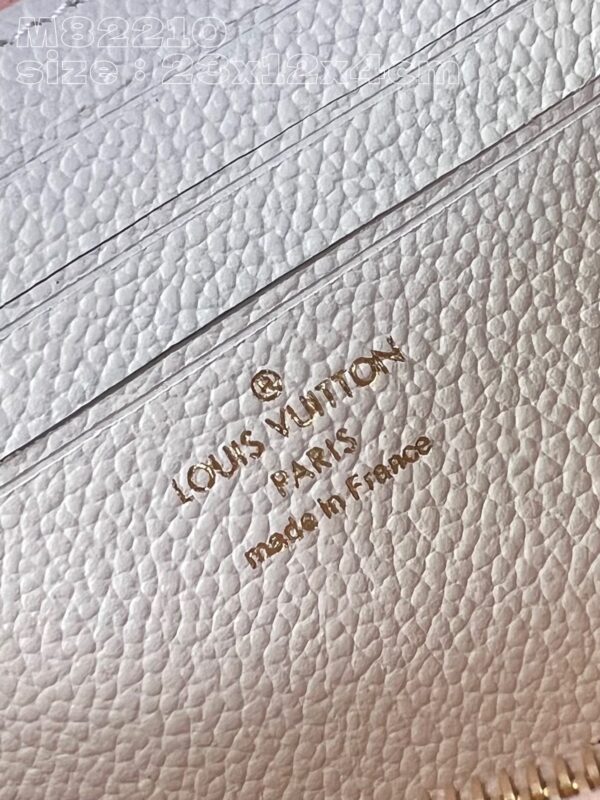 M82210
size : 23x12x4cm
LOUIS VUITTON
PARIS
made in France